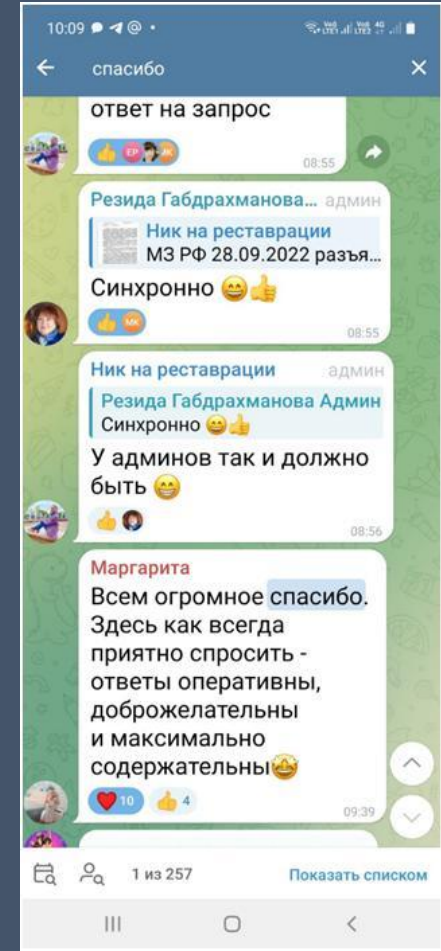 10:09
спасибо
ответ на запрос
EP
ЖК
08:55
Резида Габдрахманова... админ
Ник на реставрации
МЗ РФ 28.09.2022 разъя...
Синхронно 😄👍
МК
08:55
Ник на реставрации админ
Резида Габдрахманова Админ
Синхронно 😄👍
У админов так и должно
быть 😁
08:56
Маргарита
Всем огромное спасибо.
Здесь как всегда
приятно спросить -
ответы оперативны,
доброжелательны
и максимально
содержательны🤩
10 4
09:39
1 из 257 Показать списком